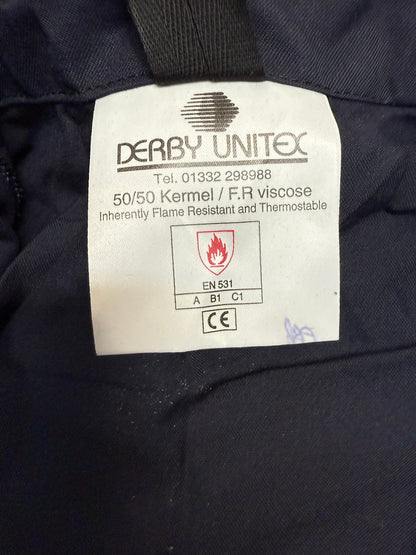 DERBY UNITEX
Tel. 01332 298988
50/50 Kermel / F.R viscose
Inherently Flame Resistant and Thermostable
EN 531
A B1 C1
CE